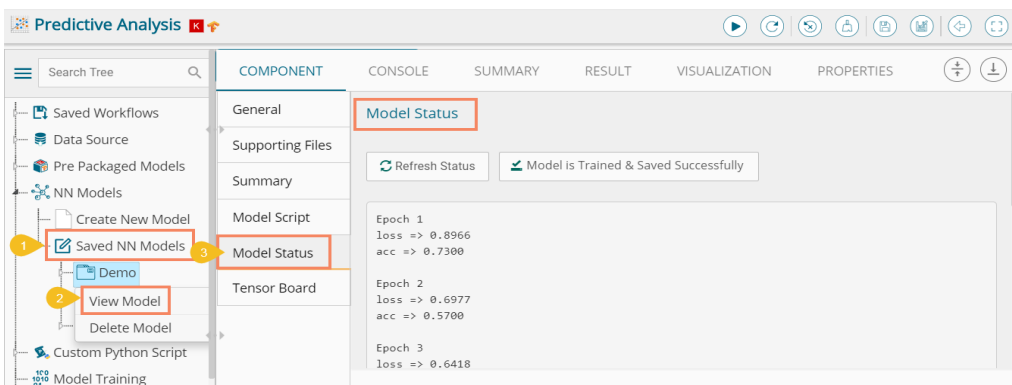 Predictive Analysis K
Search Tree
COMPONENT CONSOLE SUMMARY RESULT VISUALIZATION PROPERTIES
Saved Workflows
Data Source
Pre Packaged Models
NN Models
Create New Model
1 Saved NN Models
Demo
2 View Model
Delete Model
Custom Python Script
Model Training
General
Supporting Files
Summary
Model Script
3 Model Status
Tensor Board
Model Status
Refresh Status Model is Trained & Saved Successfully
Epoch 1
loss => 0.8966
acc => 0.7300
Epoch 2
loss => 0.6977
acc => 0.5700
Epoch 3
loss => 0.6418